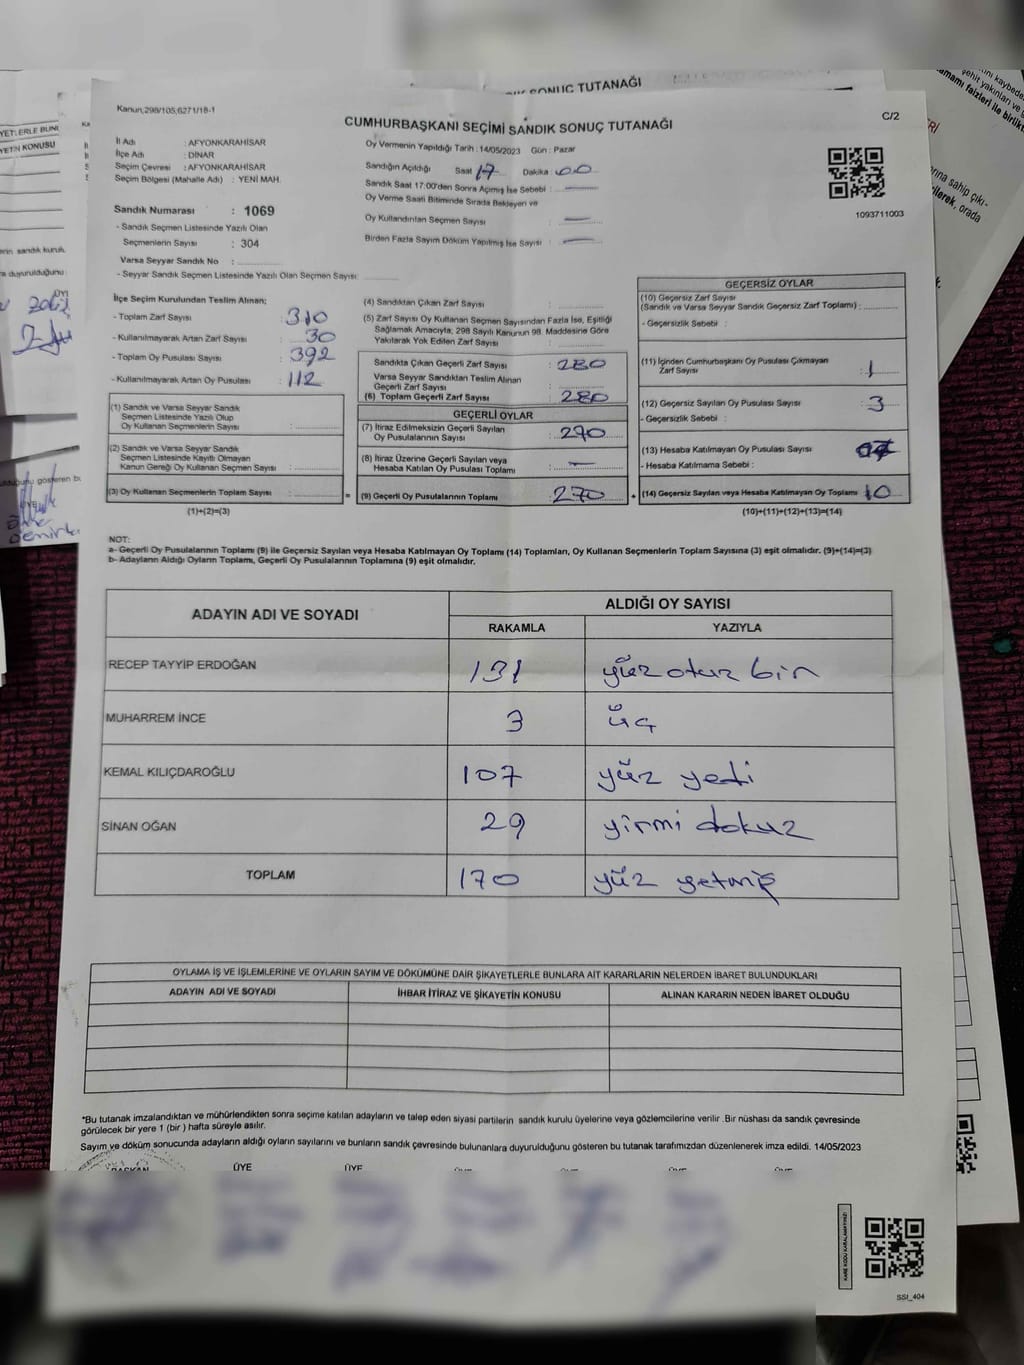 SONUÇ TUTANAĞI
Kanun,298/105,6271/18-1
CUMHURBAŞKANI SEÇİMİ SANDIK SONUÇ TUTANAĞI
C/2
İl Adı : AFYONKARAHİSAR
İlçe Adı : DİNAR
Seçim Çevresi : AFYONKARAHİSAR
Seçim Bölgesi (Mahalle Adı) : YENİ MAH.
Sandık Numarası : 1069
- Sandık Seçmen Listesinde Yazılı Olan
Seçmenlerin Sayısı : 304
Varsa Seyyar Sandık No :
- Seyyar Sandık Seçmen Listesinde Yazılı Olan Seçmen Sayısı
Oy Vermenin Yapıldığı Tarih : 14/05/2023 Gün : Pazar
Sandığın Açıldığı Saat 17 Dakika 00
Sandık Saat 17:00'den Sonra Açılmış İse Sebebi :
Oy Verme Saati Bitiminde Sırada Bekleyen ve
Oy Kullandırılan Seçmen Sayısı
Birden Fazla Sayım Döküm Yapılmış İse Sayısı :
1093711003
İlçe Seçim Kurulundan Teslim Alınan:
- Toplam Zarf Sayısı : 310
- Kullanılmayarak Artan Zarf Sayısı : 30
- Toplam Oy Pusulası Sayısı : 392
- Kullanılmayarak Artan Oy Pusulası : 112
(1) Sandık ve Varsa Seyyar Sandık
Seçmen Listesinde Yazılı Olup
Oy Kullanan Seçmenlerin Sayısı :
(2) Sandık ve Varsa Seyyar Sandık
Seçmen Listesinde Kayıtlı Olmayan
Kanun Gereği Oy Kullanan Seçmen Sayısı :
(3) Oy Kullanan Seçmenlerin Toplam Sayısı :
(1)+(2)=(3)
=
(4) Sandıktan Çıkan Zarf Sayısı :
(5) Zarf Sayısı Oy Kullanan Seçmen Sayısından Fazla İse, Eşitliği
Sağlamak Amacıyla; 298 Sayılı Kanunun 98. Maddesine Göre
Yakılarak Yok Edilen Zarf Sayısı :
Sandıkta Çıkan Geçerli Zarf Sayısı : 280
Varsa Seyyar Sandıktan Teslim Alınan
Geçerli Zarf Sayısı :
(6) Toplam Geçerli Zarf Sayısı : 280
GEÇERLİ OYLAR
(7) İtiraz Edilmeksizin Geçerli Sayılan
Oy Pusulalarının Sayısı : 270
(8) İtiraz Üzerine Geçerli Sayılan veya
Hesaba Katılan Oy Pusulası Toplamı :
(9) Geçerli Oy Pusulalarının Toplamı : 270
+
GEÇERSİZ OYLAR
(10) Geçersiz Zarf Sayısı
(Sandık ve Varsa Seyyar Sandık Geçersiz Zarf Toplamı) :
- Geçersizlik Sebebi :
(11) İçinden Cumhurbaşkanı Oy Pusulası Çıkmayan
Zarf Sayısı : 1
(12) Geçersiz Sayılan Oy Pusulası Sayısı : 3
- Geçersizlik Sebebi :
(13) Hesaba Katılmayan Oy Pusulası Sayısı
- Hesaba Katılmama Sebebi :
(14) Geçersiz Sayılan veya Hesaba Katılmayan Oy Toplamı : 10
(10)+(11)+(12)+(13)=(14)
NOT:
a- Geçerli Oy Pusulalarının Toplamı (9) ile Geçersiz Sayılan veya Hesaba Katılmayan Oy Toplamı (14) Toplamları, Oy Kullanan Seçmenlerin Toplam Sayısına (3) eşit olmalıdır. (9)+(14)=(3)
b- Adayların Aldığı Oyların Toplamı, Geçerli Oy Pusulalarının Toplamına (9) eşit olmalıdır.
ADAYIN ADI VE SOYADI
ALDIĞI OY SAYISI
RAKAMLA YAZIYLA
RECEP TAYYİP ERDOĞAN 131 yüz otuz bir
MUHARREM İNCE 3 üç
KEMAL KILIÇDAROĞLU 107 yüz yedi
SİNAN OĞAN 29 yirmi dokuz
TOPLAM 170 yüz yetmiş
OYLAMA İŞ VE İŞLEMLERİNE VE OYLARIN SAYIM VE DÖKÜMÜNE DAİR ŞİKAYETLERLE BUNLARA AİT KARARLARIN NELERDEN İBARET BULUNDUKLARI
ADAYIN ADI VE SOYADI İHBAR İTİRAZ VE ŞİKAYETİN KONUSU ALINAN KARARIN NEDEN İBARET OLDUĞU
*Bu tutanak imzalandıktan ve mühürlendikten sonra seçime katılan adayların ve talep eden siyasi partilerin sandık kurulu üyelerine veya gözlemcilerine verilir .Bir nüshası da sandık çevresinde
görülecek bir yere 1 (bir ) hafta süreyle asılır.
Sayım ve döküm sonucunda adayların aldığı oyların sayılarını ve bunların sandık çevresinde bulunanlara duyurulduğunu gösteren bu tutanak tarafımızdan düzenlenerek imza edildi. 14/05/2023
BAŞKAN ÜYE ÜYE ÜYE ÜYE ÜYE ÜYE
KARE KODU KARALAMAYINIZ!
SSI_404